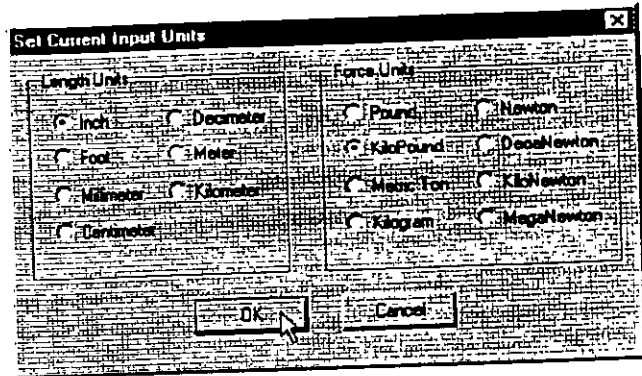 Set Current Input Units
Length Units
Inch
Decimeter
Foot
Meter
Millimeter
Kilometer
Centimeter
Force Units
Pound
Newton
KiloPound
DecaNewton
Metric Ton
KiloNewton
Kilogram
MegaNewton
OK
Cancel